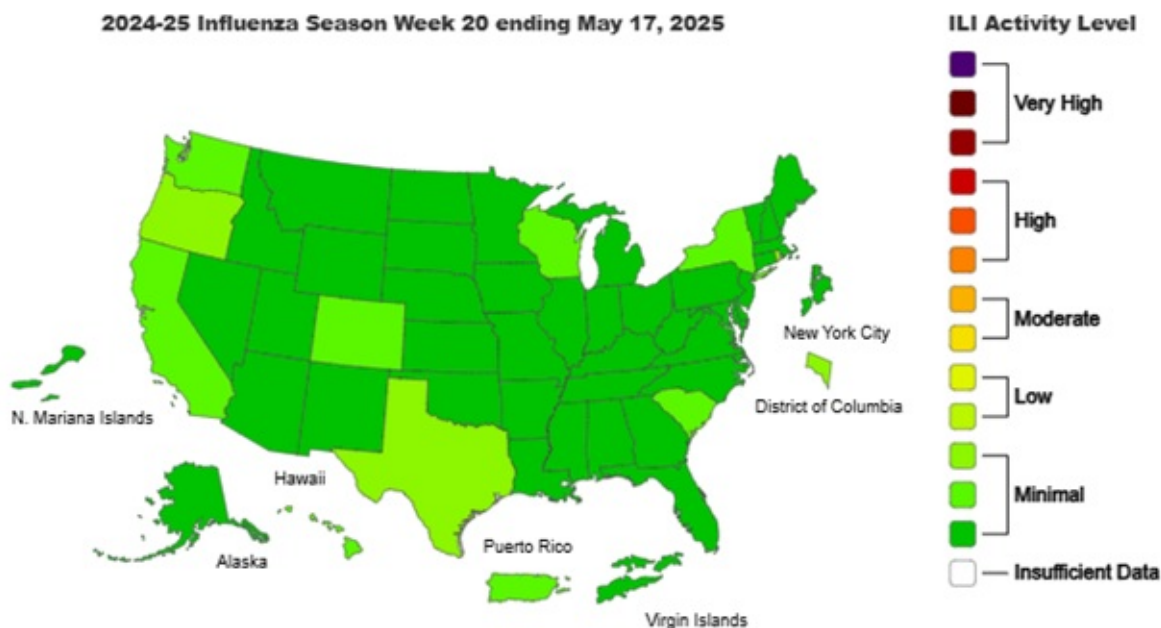 2024-25 Influenza Season Week 20 ending May 17, 2025
ILI Activity Level
Very High
High
Moderate
Low
Minimal
Insufficient Data
New York City
District of Columbia
N. Mariana Islands
Hawaii
Alaska
Puerto Rico
Virgin Islands